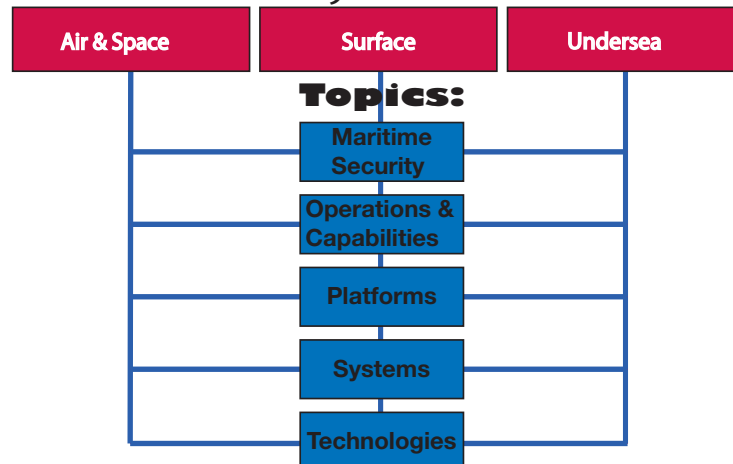 Air & Space
Surface
Undersea
Topics:
Maritime
Security
Operations &
Capabilities
Platforms
Systems
Technologies